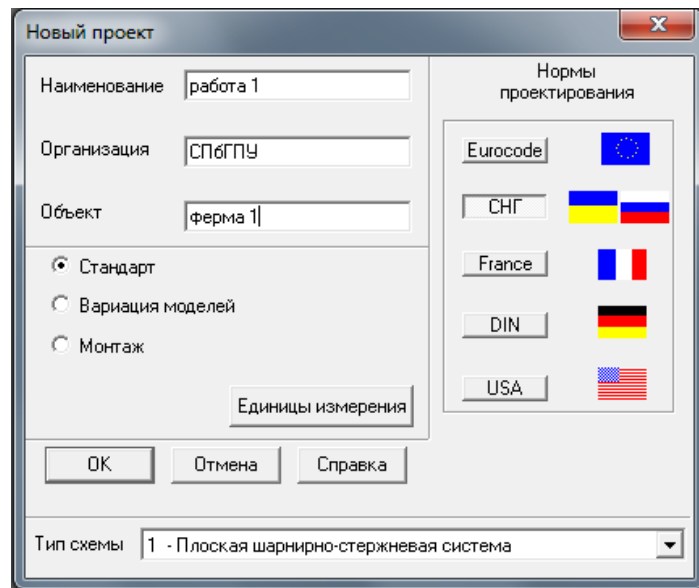 Новый проект
Наименование работа 1
Организация СПбГПУ
Объект ферма 1
Стандарт
Вариация моделей
Монтаж
Единицы измерения
Нормы
проектирования
Eurocode
СНГ
France
DIN
USA
OK Отмена Справка
Тип схемы 1 - Плоская шарнирно-стержневая система